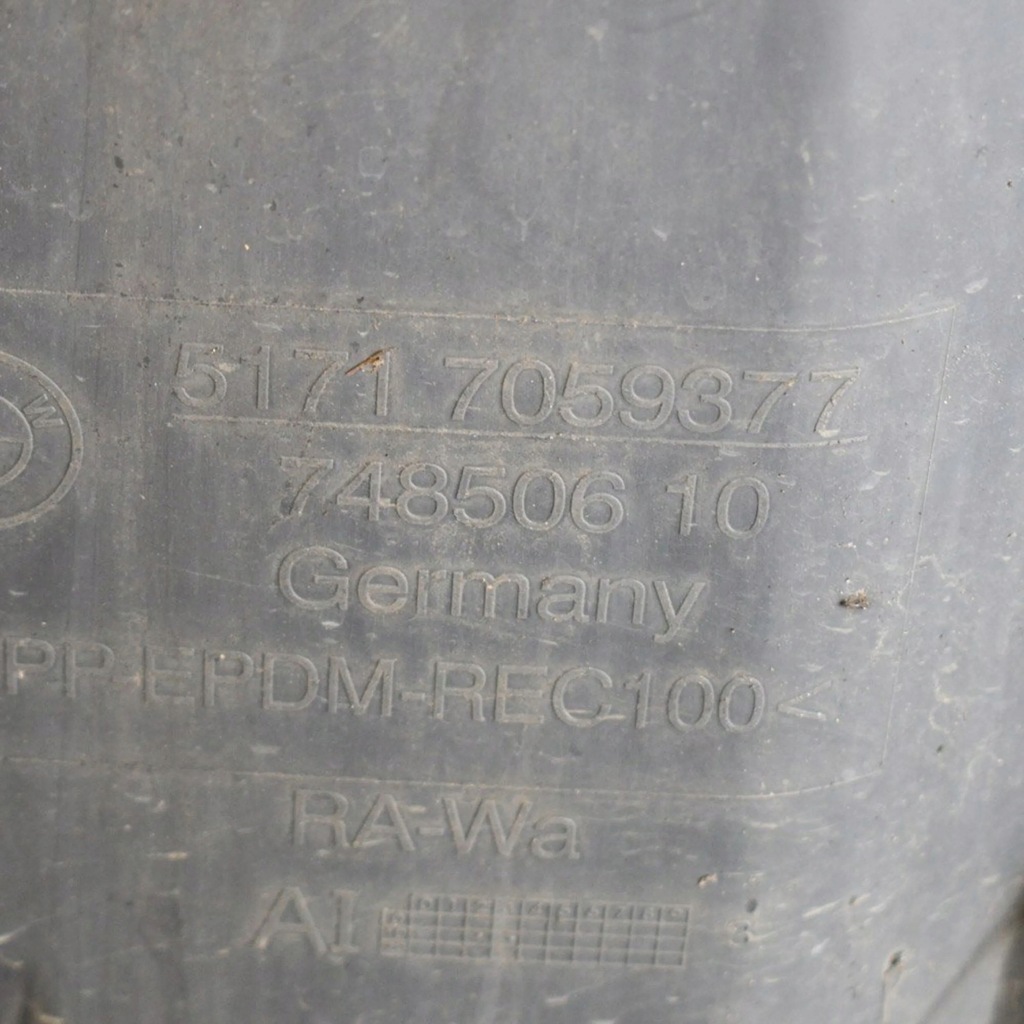 W
5171 7059377
748506 10
Germany
PP EPDM-REC100<
RA-Wa
AI